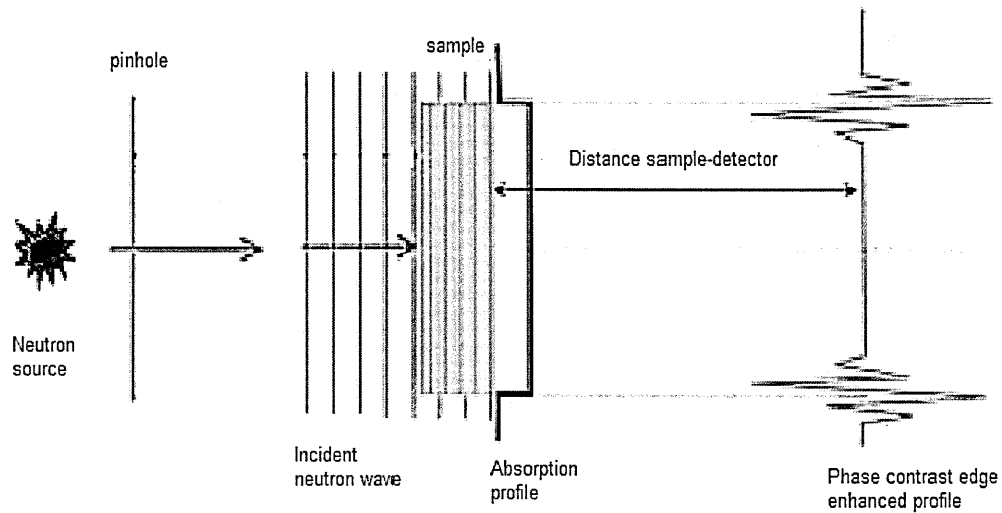 pinhole
sample
Distance sample-detector
Neutron
source
Incident
neutron wave
Absorption
profile
Phase contrast edge
enhanced profile